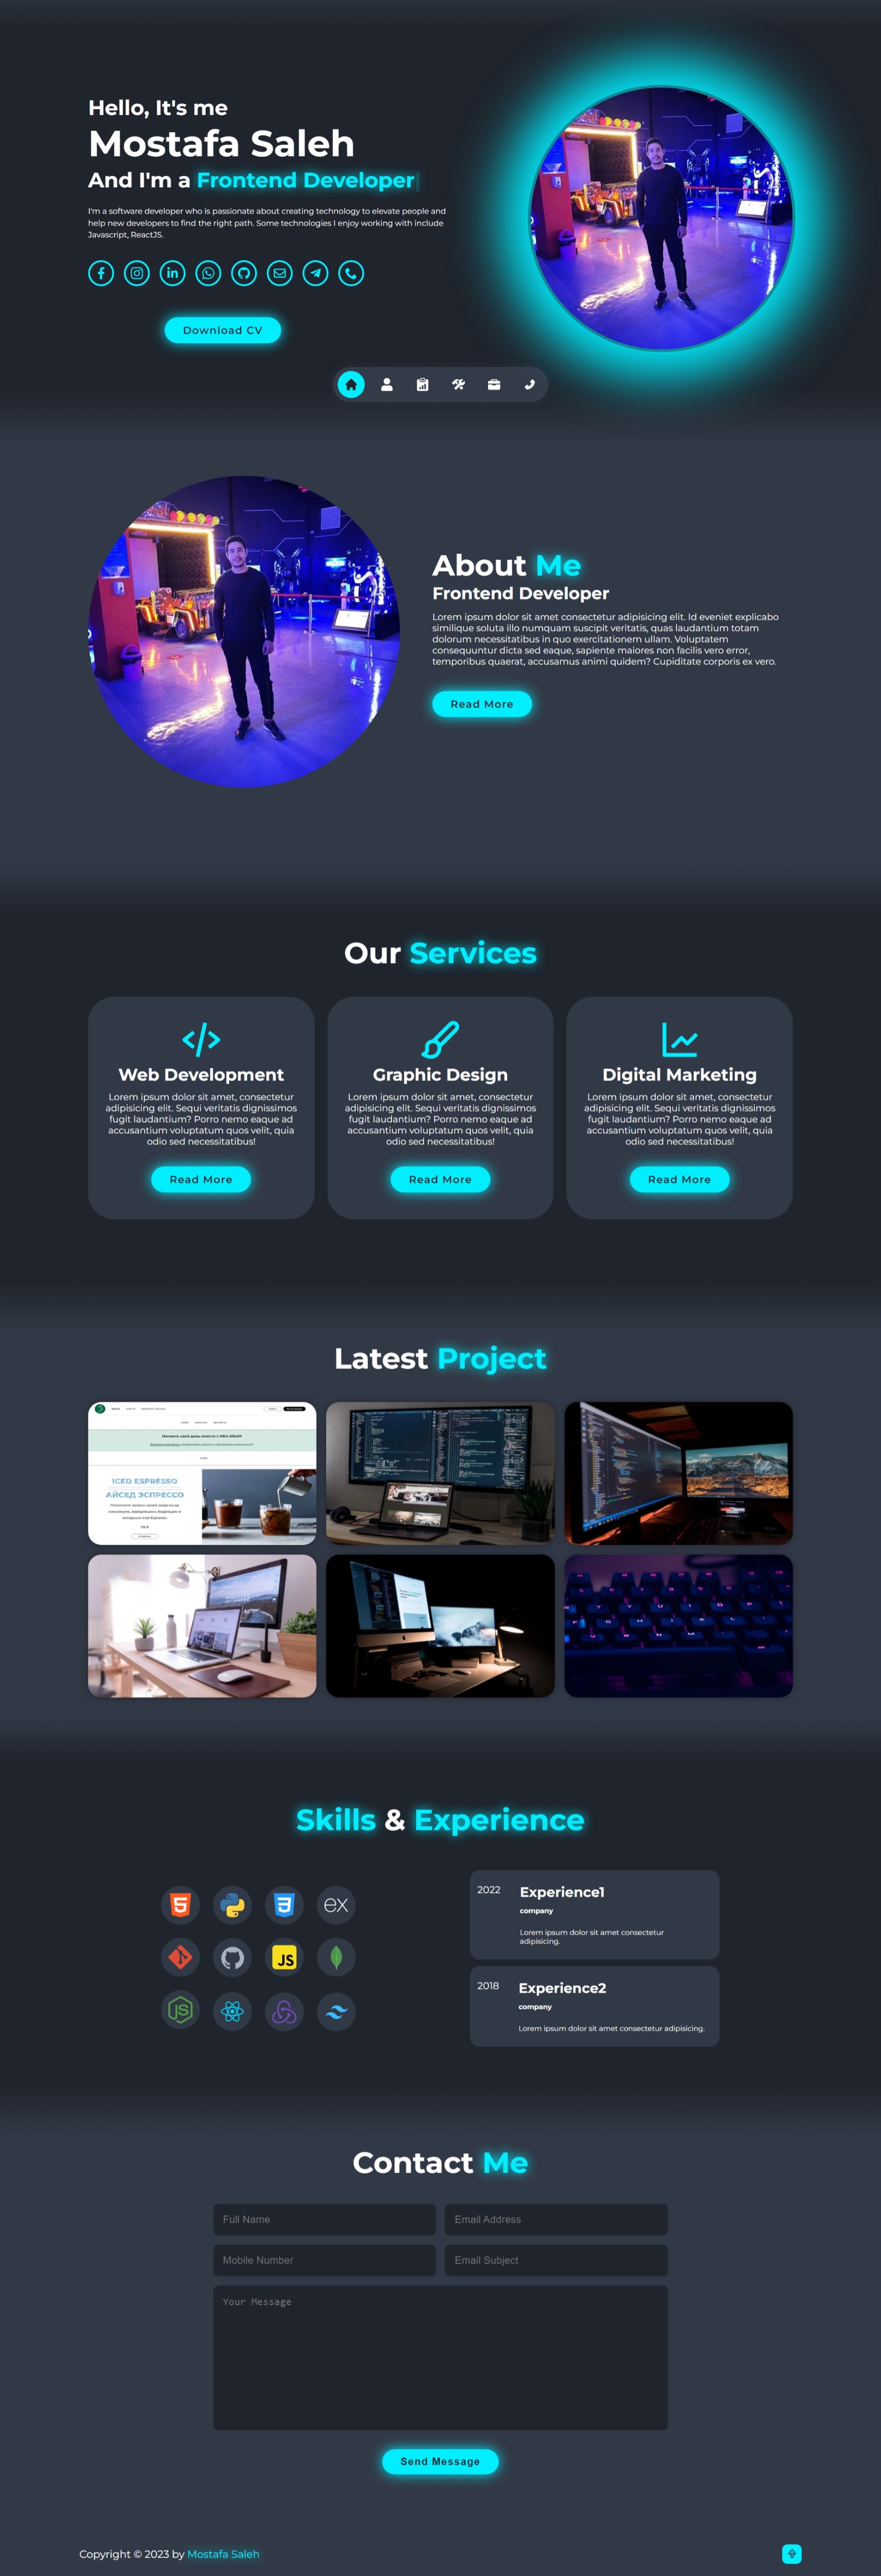 Hello, It's me
Mostafa Saleh
And I'm a Frontend Developer
I'm a software developer who is passionate about creating technology to elevate people and
help new developers to find the right path. Some technologies I enjoy working with include
Javascript, ReactJS.
Download CV
About Me
Frontend Developer
Lorem ipsum dolor sit amet consectetur adipisicing elit. Id eveniet explicabo
similique soluta illo numquam suscipit veritatis, quas laudantium totam
dolorum necessitatibus in quo exercitationem ullam. Voluptatem
consequuntur dicta sed eaque, sapiente maiores non facilis vero error,
temporibus quaerat, accusamus animi quidem? Cupiditate corporis ex vero.
Read More
Our Services
Web Development
Lorem ipsum dolor sit amet, consectetur
adipisicing elit. Sequi veritatis dignissimos
fugit laudantium? Porro nemo eaque ad
accusantium voluptatum quos velit, quia
odio sed necessitatibus!
Read More
Graphic Design
Lorem ipsum dolor sit amet, consectetur
adipisicing elit. Sequi veritatis dignissimos
fugit laudantium? Porro nemo eaque ad
accusantium voluptatum quos velit, quia
odio sed necessitatibus!
Read More
Digital Marketing
Lorem ipsum dolor sit amet, consectetur
adipisicing elit. Sequi veritatis dignissimos
fugit laudantium? Porro nemo eaque ad
accusantium voluptatum quos velit, quia
odio sed necessitatibus!
Read More
Latest Project
ICED ESPRESSO
АЙСЕД ЭСПРЕССО
Skills & Experience
5
3
ex
JS
JS
2022
Experience1
company
Lorem ipsum dolor sit amet consectetur
adipisicing.
2018
Experience2
company
Lorem ipsum dolor sit amet consectetur adipisicing.
Contact Me
Full Name
Email Address
Mobile Number
Email Subject
Your Message
Send Message
Copyright © 2023 by Mostafa Saleh